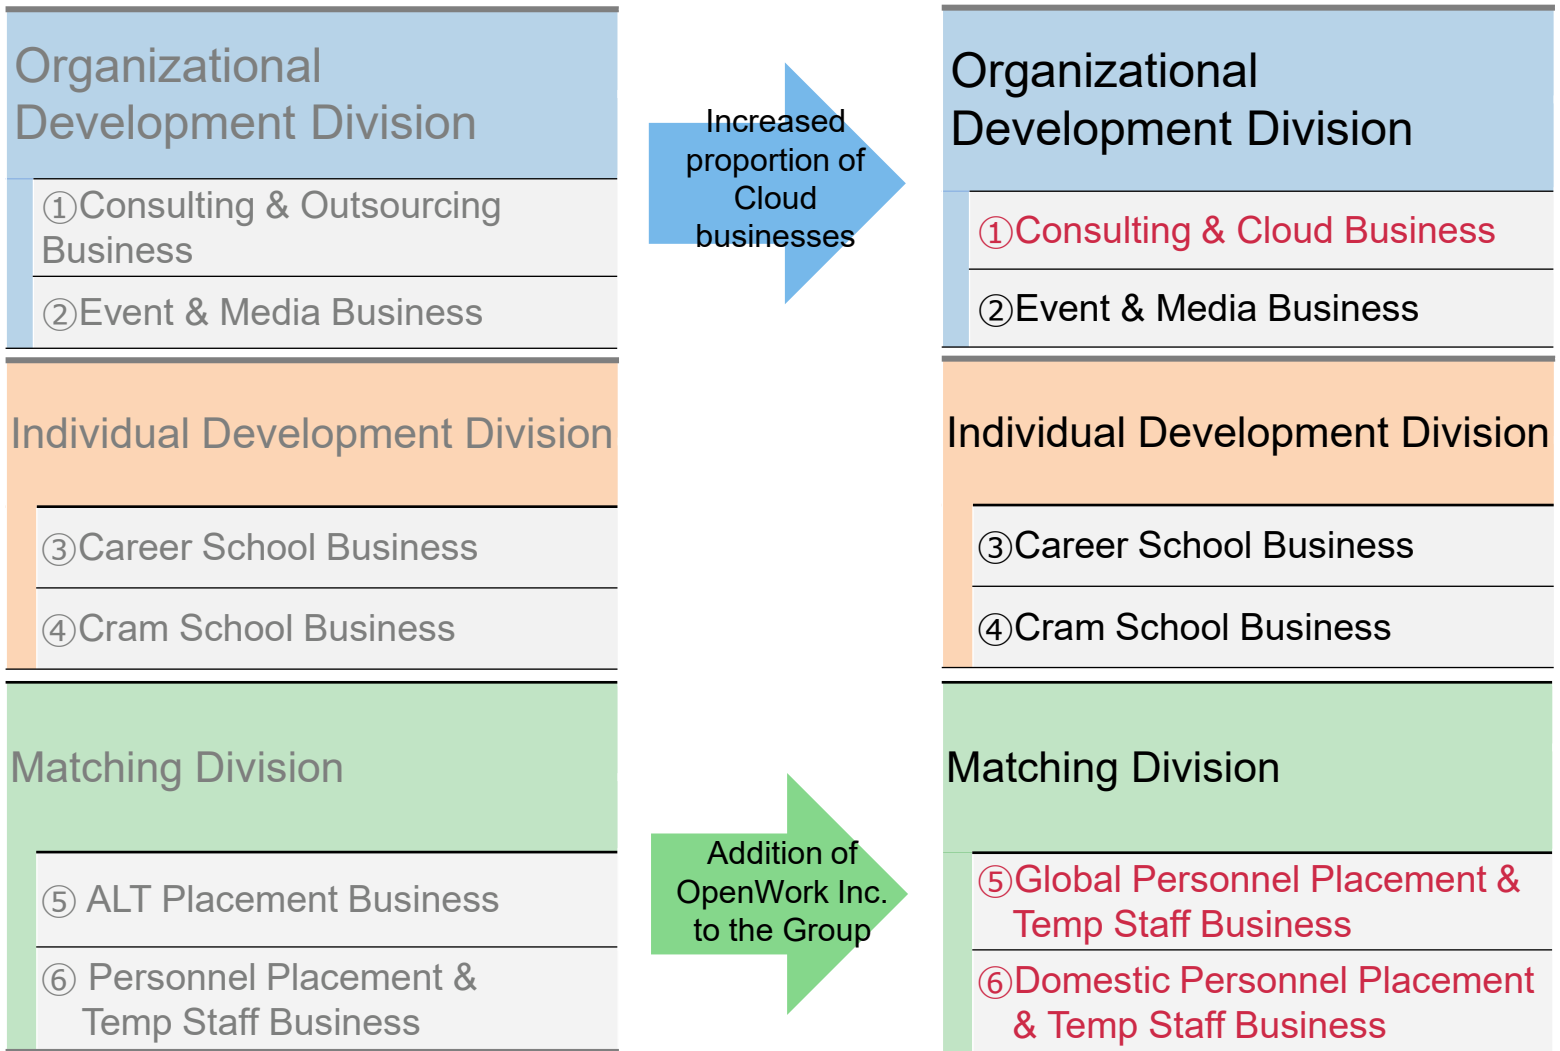 Organizational
Development Division
①Consulting & Outsourcing
Business
②Event & Media Business
Individual Development Division
③Career School Business
④Cram School Business
Matching Division
⑤ ALT Placement Business
⑥ Personnel Placement &
Temp Staff Business
Increased
proportion of
Cloud
businesses
Addition of
OpenWork Inc.
to the Group
Organizational
Development Division
①Consulting & Cloud Business
②Event & Media Business
Individual Development Division
③Career School Business
④Cram School Business
Matching Division
⑤Global Personnel Placement &
Temp Staff Business
⑥Domestic Personnel Placement
& Temp Staff Business